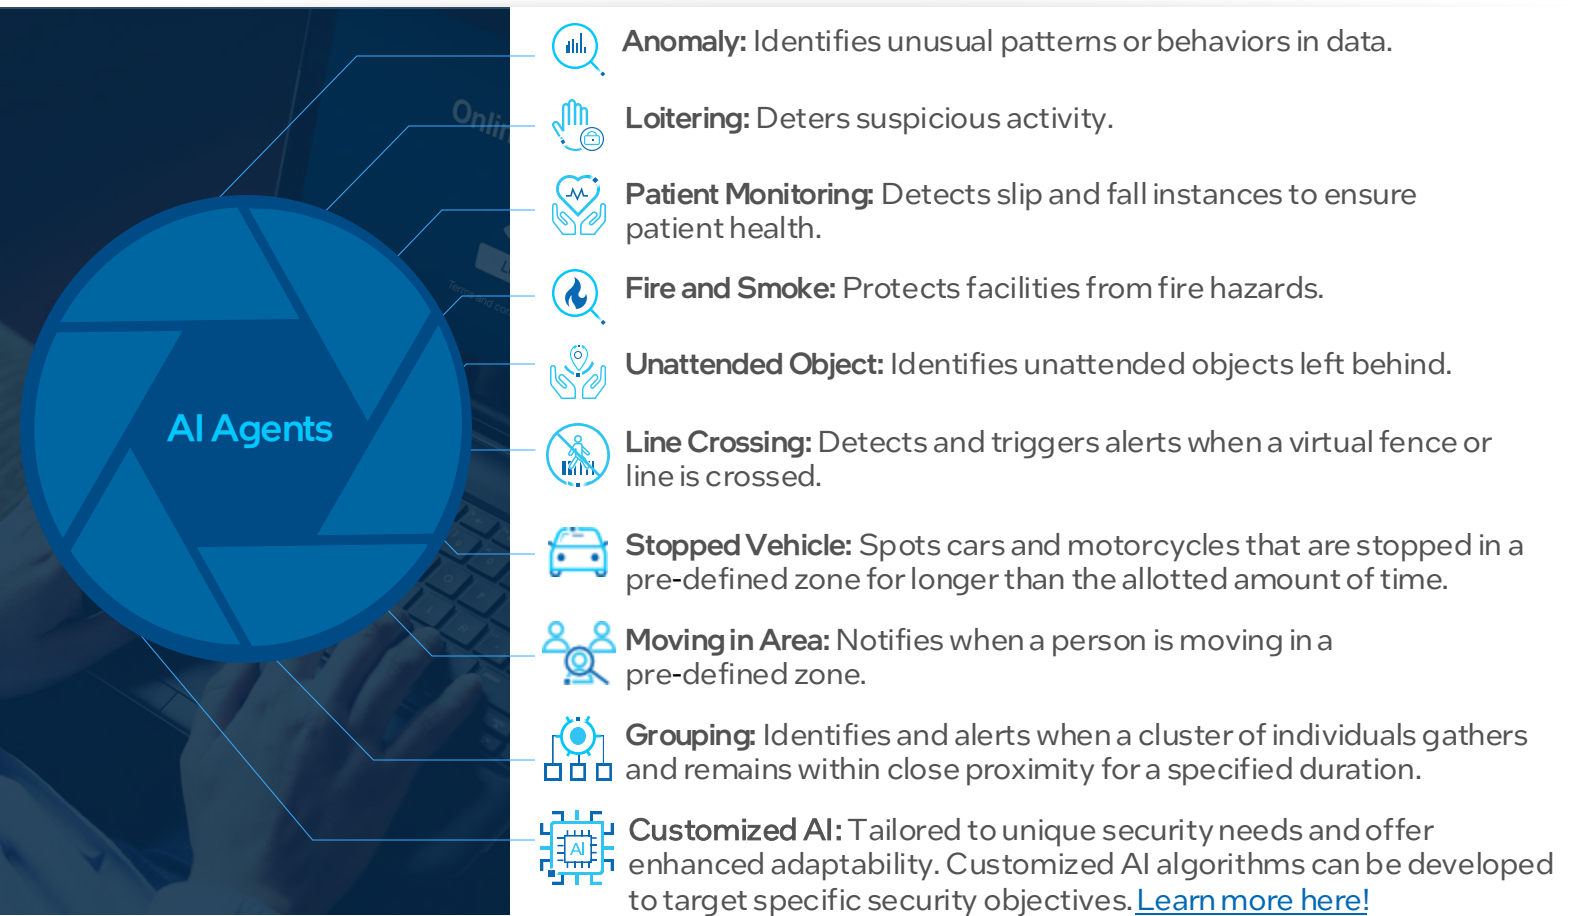 Anomaly: Identifies unusual patterns or behaviors in data.
Onlin
Loitering: Deters suspicious activity.
Patient Monitoring: Detects slip and fall instances to ensure
patient health.
Terms and con
Fire and Smoke: Protects facilities from fire hazards.
Unattended Object: Identifies unattended objects left behind.
AI Agents
Line Crossing: Detects and triggers alerts when a virtual fence or
line is crossed.
Stopped Vehicle: Spots cars and motorcycles that are stopped in a
pre-defined zone for longer than the allotted amount of time.
Moving in Area: Notifies when a person is moving in a
pre-defined zone.
Grouping: Identifies and alerts when a cluster of individuals gathers
and remains within close proximity for a specified duration.
Customized AI: Tailored to unique security needs and offer
AI
enhanced adaptability. Customized AI algorithms can be developed
to target specific security objectives. Learn more here!